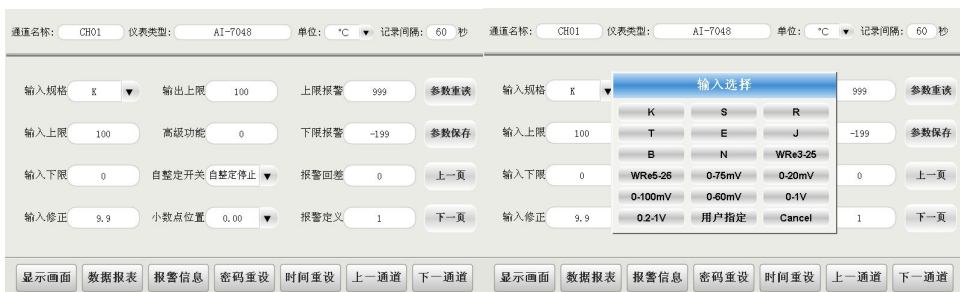 通道名称: CH01 仪表类型: AI-7048 单位: °C ▼ 记录间隔: 60 秒
输入规格 K ▼ 输出上限 100 上限报警 999 参数重读
输入上限 100 高级功能 0 下限报警 -199 参数保存
输入下限 0 自整定开关 自整定停止 ▼ 报警回差 0 上一页
输入修正 9.9 小数点位置 0.00 ▼ 报警定义 1 下一页
显示画面 数据报表 报警信息 密码重设 时间重设 上一通道 下一通道
通道名称: CH01 仪表类型: AI-7048 单位: °C ▼ 记录间隔: 60 秒
输入规格 K ▼ 999 参数重读
输入上限 100 -199 参数保存
输入下限 0 0 上一页
输入修正 9.9 1 下一页
输入选择
K S R
T E J
B N WRe3-25
WRe5-26 0-75mV 0-20mV
0-100mV 0-60mV 0-1V
0.2-1V 用户指定 Cancel
显示画面 数据报表 报警信息 密码重设 时间重设 上一通道 下一通道